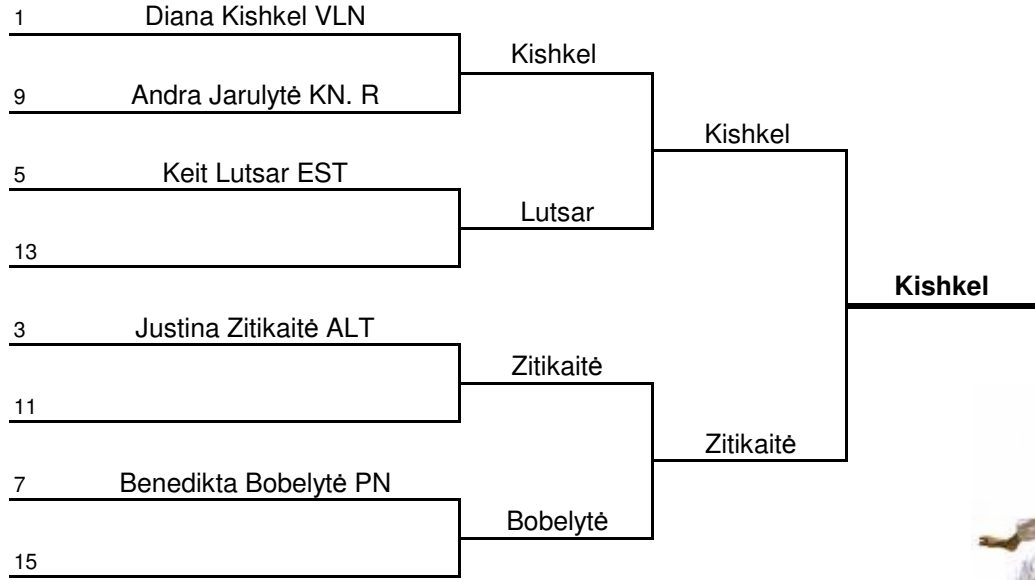 1 Diana Kishkel VLN
Kishkel
9 Andra Jarulytė KN. R
Kishkel
5 Keit Lutsar EST
Lutsar
13
Kishkel
3 Justina Zitikaitė ALT
Zitikaitė
11
Zitikaitė
7 Benedikta Bobelytė PN
Bobelytė
15